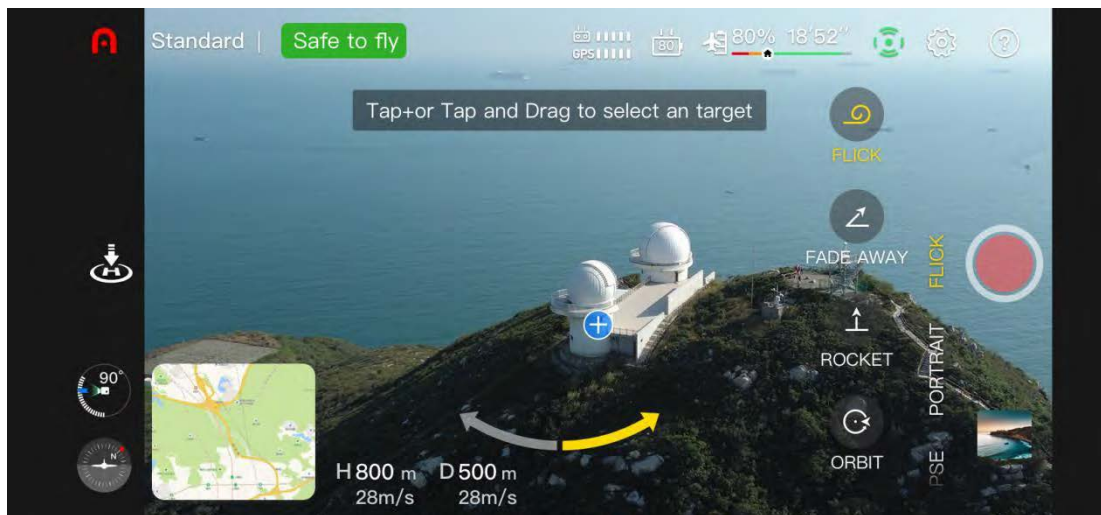 Standard | Safe to fly
GPS
80
80% 18'52"
?
Tap+or Tap and Drag to select an target
FLICK
FADE AWAY
ROCKET
ORBIT
FLICK
PORTRAIT
PSE
90°
N
H 800 m D 500 m
28m/s 28m/s